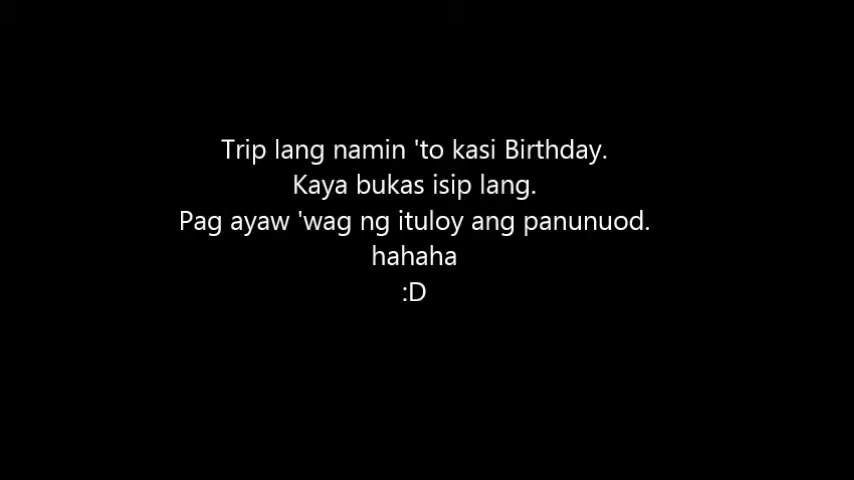 Trip lang namin 'to kasi Birthday.
Kaya bukas isip lang.
Pag ayaw 'wag ng ituloy ang panunuod.
hahaha
:D